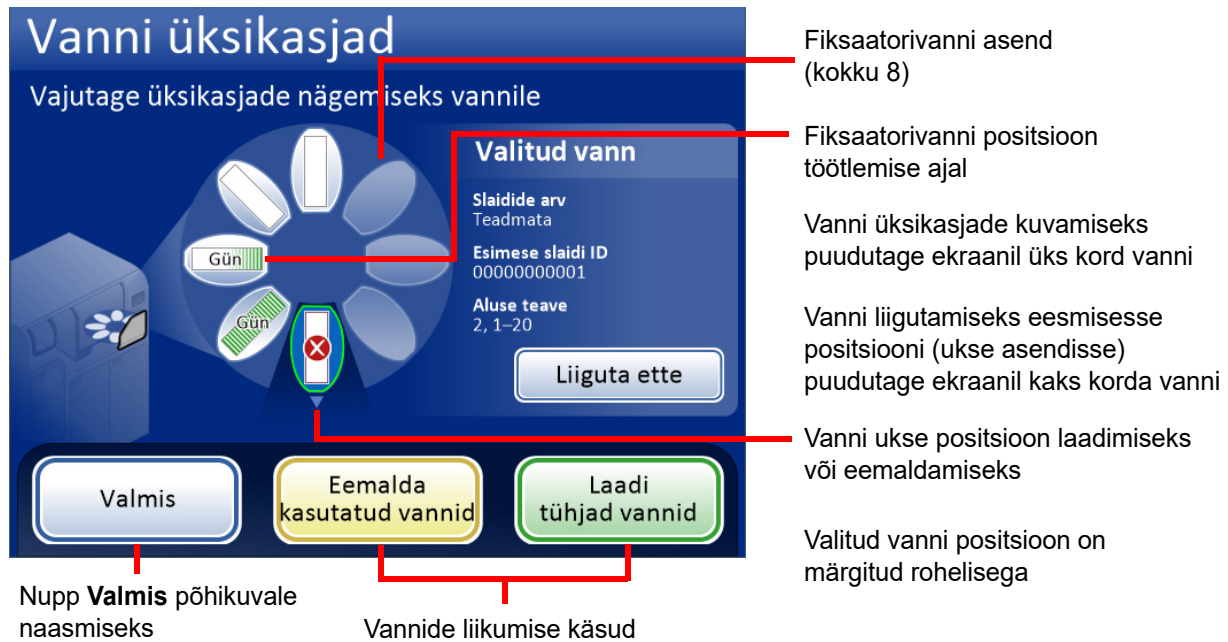 Vanni üksikasjad
Vajutage üksikasjade nägemiseks vannile
Gün
Gün
Valitud vann
Slaidide arv
Teadmata
Esimese slaidi ID
00000000001
Aluse teave
2, 1–20
Liiguta ette
Valmis
Eemalda
kasutatud vannid
Laadi
tühjad vannid
Fiksaatorivanni asend
(kokku 8)
Fiksaatorivanni positsioon
töötlemise ajal
Vanni üksikasjade kuvamiseks
puudutage ekraanil üks kord vanni
Vanni liigutamiseks eesmisesse
positsiooni (ukse asendisse)
puudutage ekraanil kaks korda vanni
Vanni ukse positsioon laadimiseks
või eemaldamiseks
Valitud vanni positsioon on
märgitud rohelisega
Nupp Valmis põhikuvale
naasmiseks
Vannide liikumise käsud